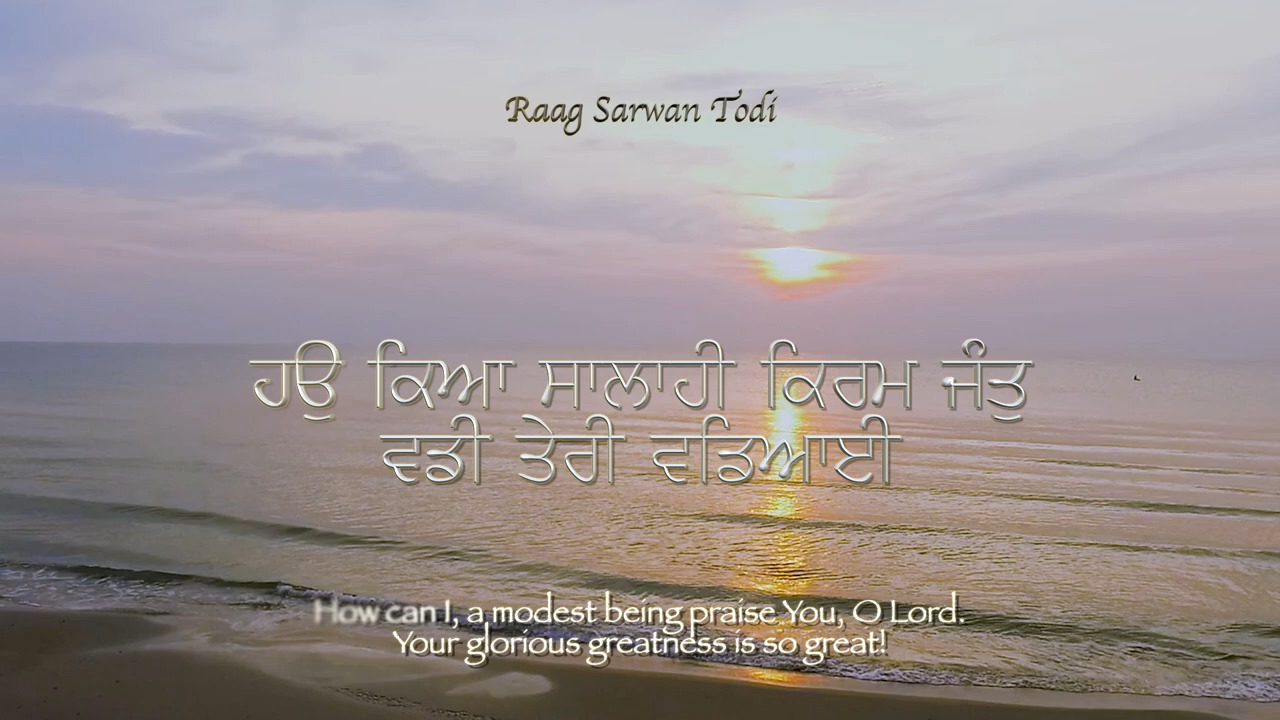 Raag Sarwan Todi
ਹਉ ਕਿਆ ਸਾਲਾਹੀ ਕਿਰਮ ਜੰਤੁ
ਵਡੀ ਤੇਰੀ ਵਡਿਆਈ
How can I, a modest being praise You, O Lord.
Your glorious greatness is so great!